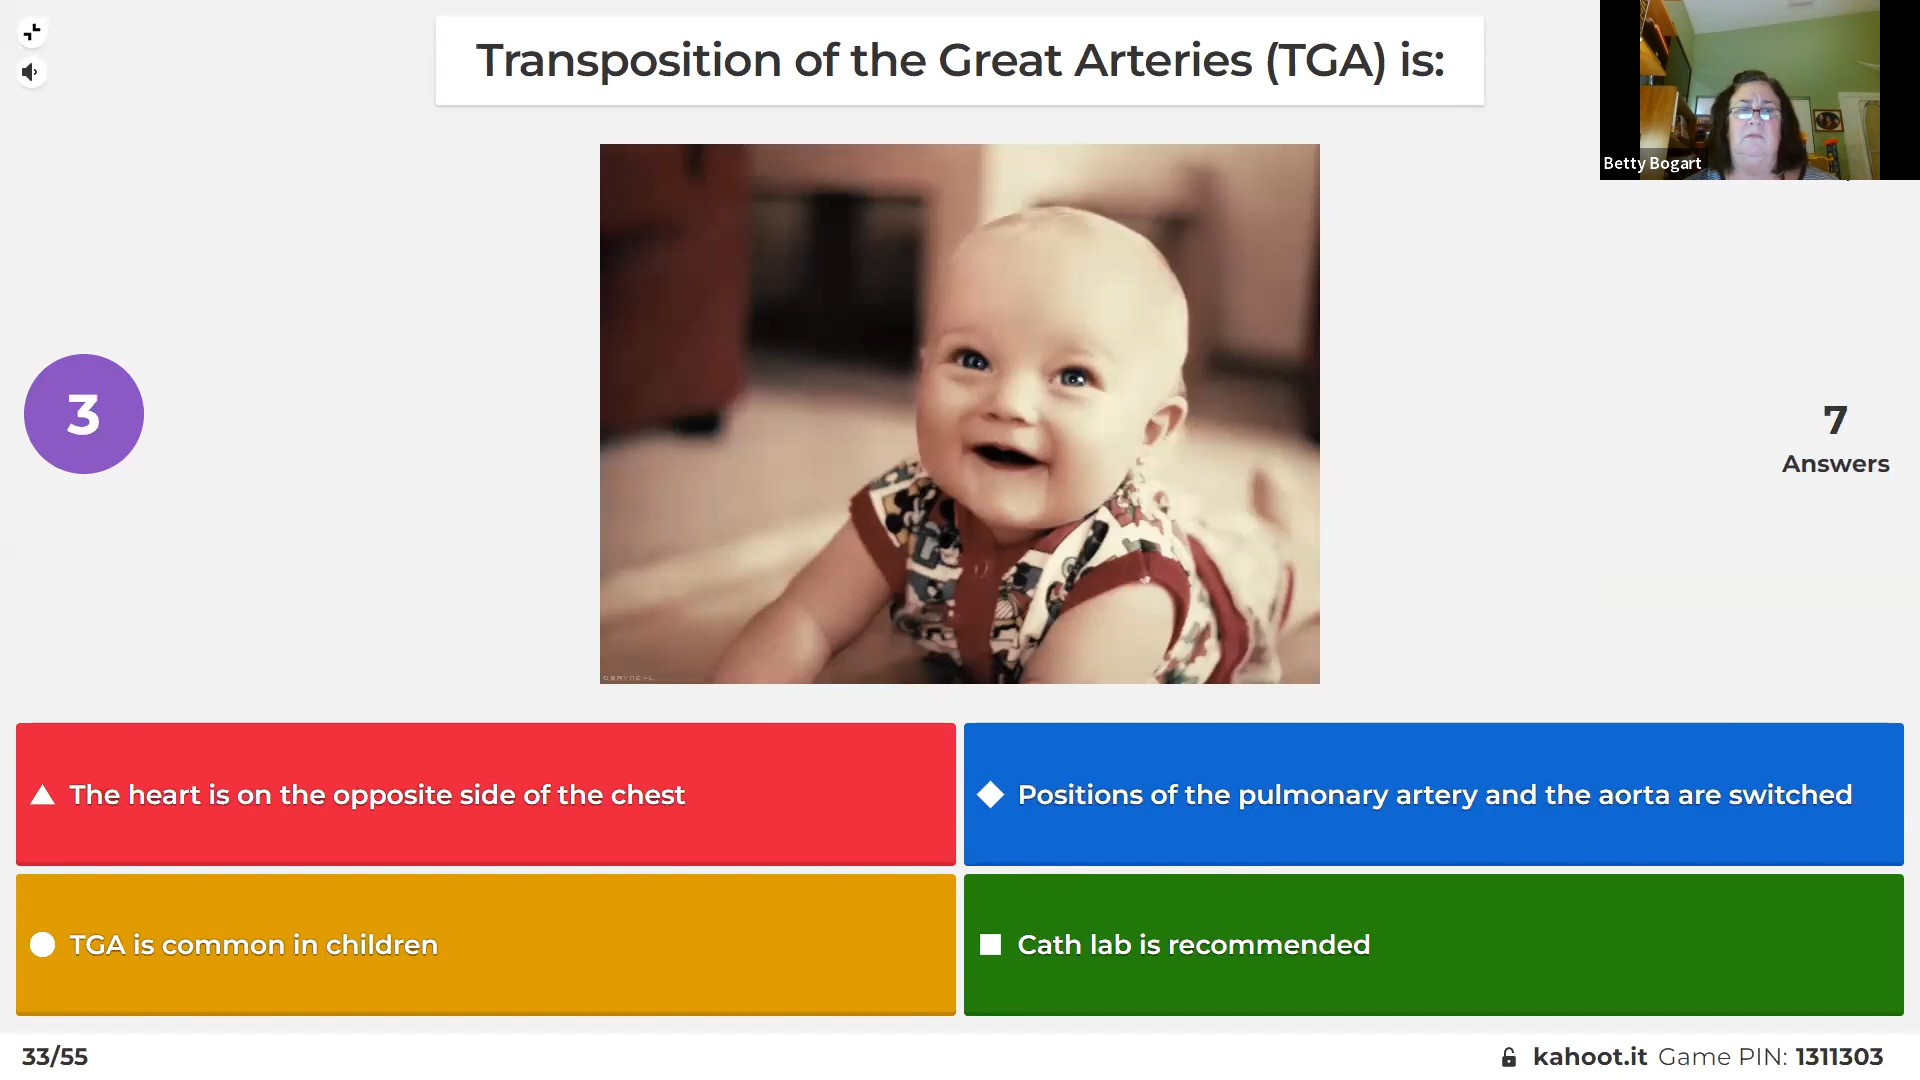 Transposition of the Great Arteries (TGA) is:
Betty Bogart
3
7
Answers
The heart is on the opposite side of the chest
Positions of the pulmonary artery and the aorta are switched
TGA is common in children
Cath lab is recommended
33/55
kahoot.it Game PIN: 1311303